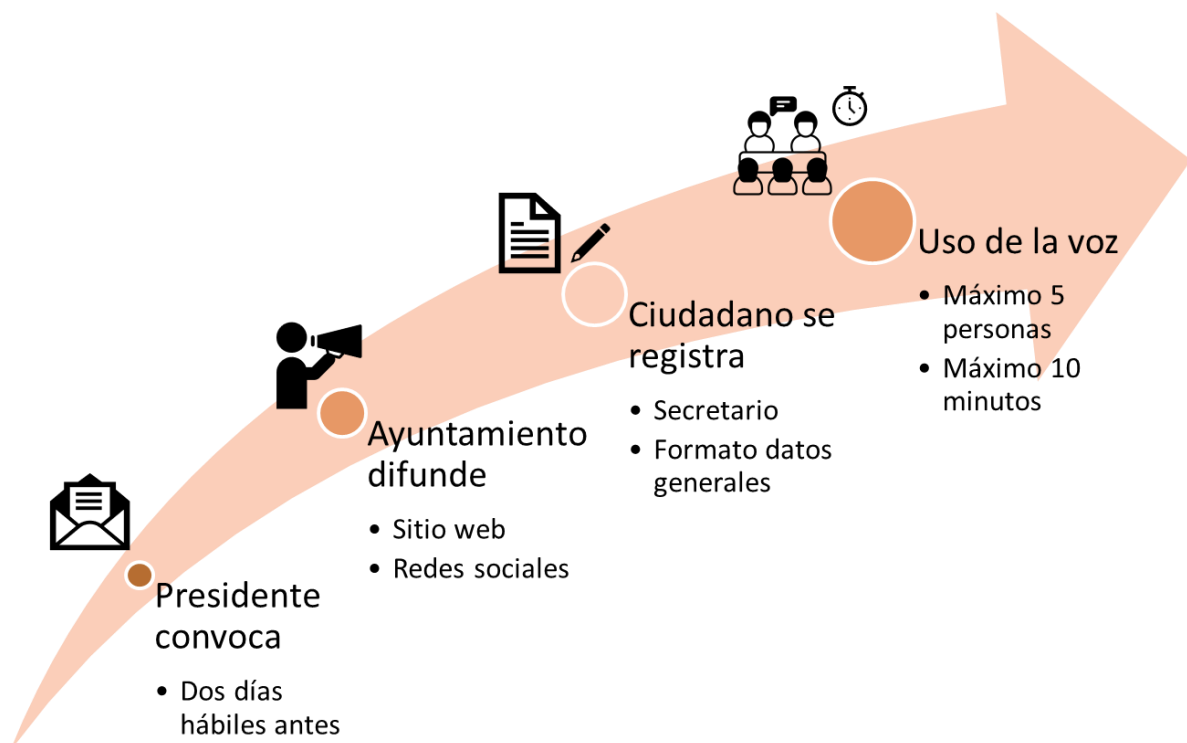 Presidente
convoca
• Dos días
hábiles antes
Ayuntamiento
difunde
• Sitio web
• Redes sociales
Ciudadano se
registra
• Secretario
• Formato datos
generales
Uso de la voz
• Máximo 5
personas
• Máximo 10
minutos